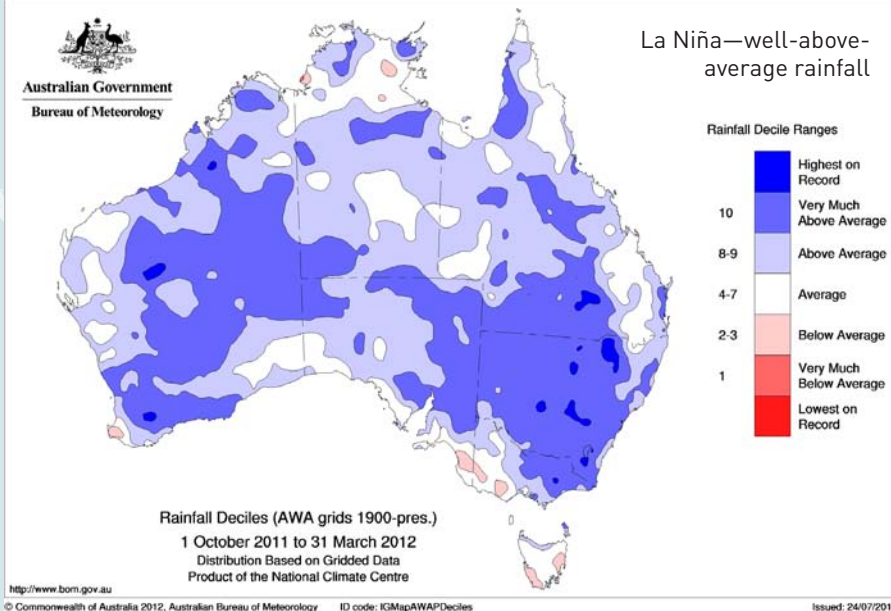 Australian Government
Bureau of Meteorology
La Niña—well-above-
average rainfall
Rainfall Decile Ranges
Highest on
Record
10
Very Much
Above Average
8-9
Above Average
4-7
Average
2-3
Below Average
1
Very Much
Below Average
Lowest on
Record
Rainfall Deciles (AWA grids 1900-pres.)
1 October 2011 to 31 March 2012
Distribution Based on Gridded Data
Product of the National Climate Centre
http://www.bom.gov.au
© Commonwealth of Australia 2012, Australian Bureau of Meteorology ID code: IGMapAWAPDeciles
Issued: